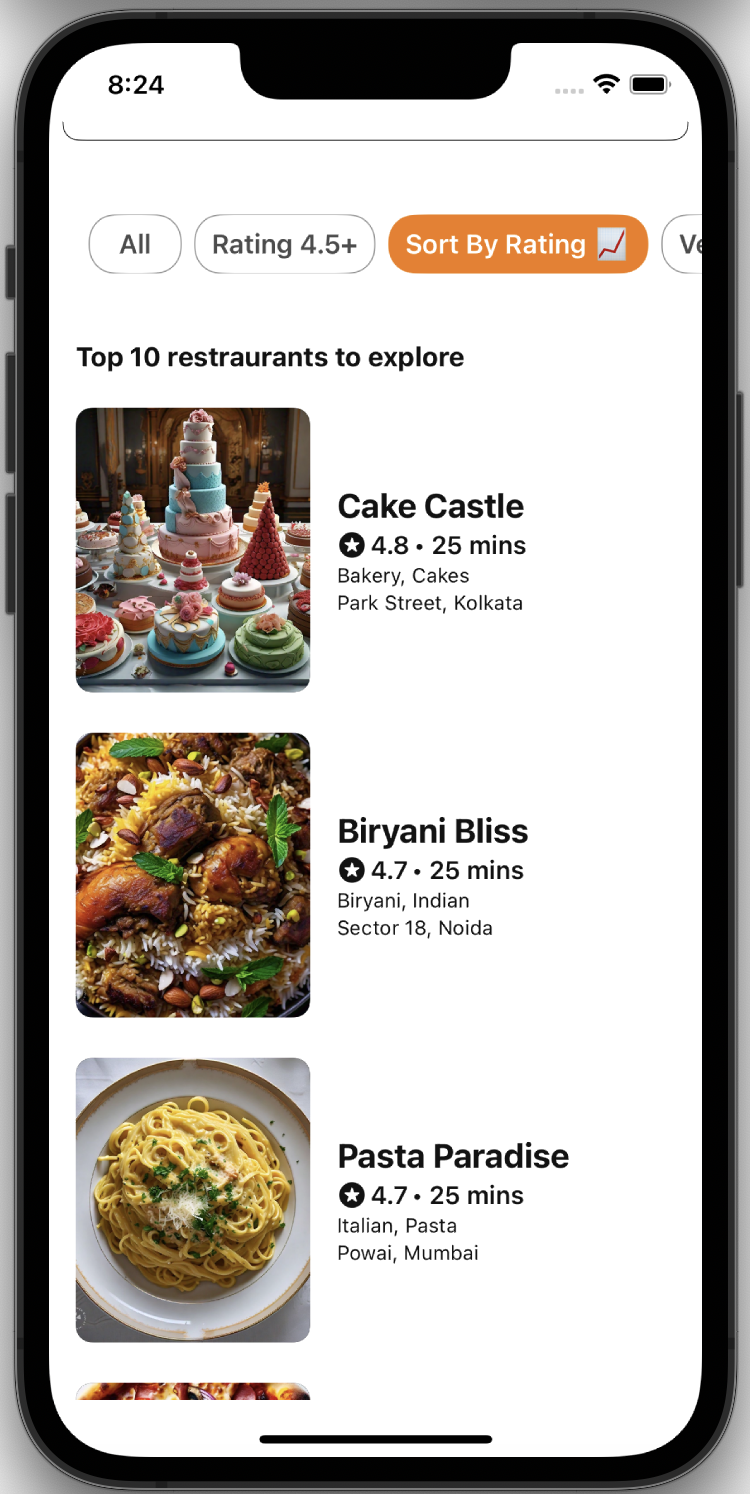 8:24
All
Rating 4.5+
Sort By Rating 📈
Ve
Top 10 restraurants to explore
Cake Castle
4.8 • 25 mins
Bakery, Cakes
Park Street, Kolkata
Biryani Bliss
4.7 • 25 mins
Biryani, Indian
Sector 18, Noida
Pasta Paradise
4.7 • 25 mins
Italian, Pasta
Powai, Mumbai